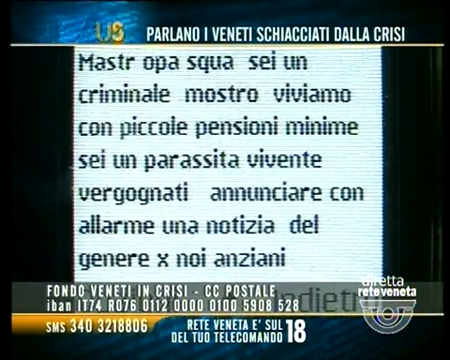 US
PARLANO I VENETI SCHIACCIATI DALLA CRISI
Mastr opa squa sei un
criminale mostro viviamo
con piccole pensioni minime
sei un parassita vivente
vergognati annunciare con
allarme una notizia del
genere x noi anziani
diretta
reteveneta
FONDO VENETI IN CRISI - CC POSTALE
iban IT74 R076 0112 0000 0100 5908 528
SMS 340 3218806
RETE VENETA E' SUL
DEL TUO TELECOMANDO
18